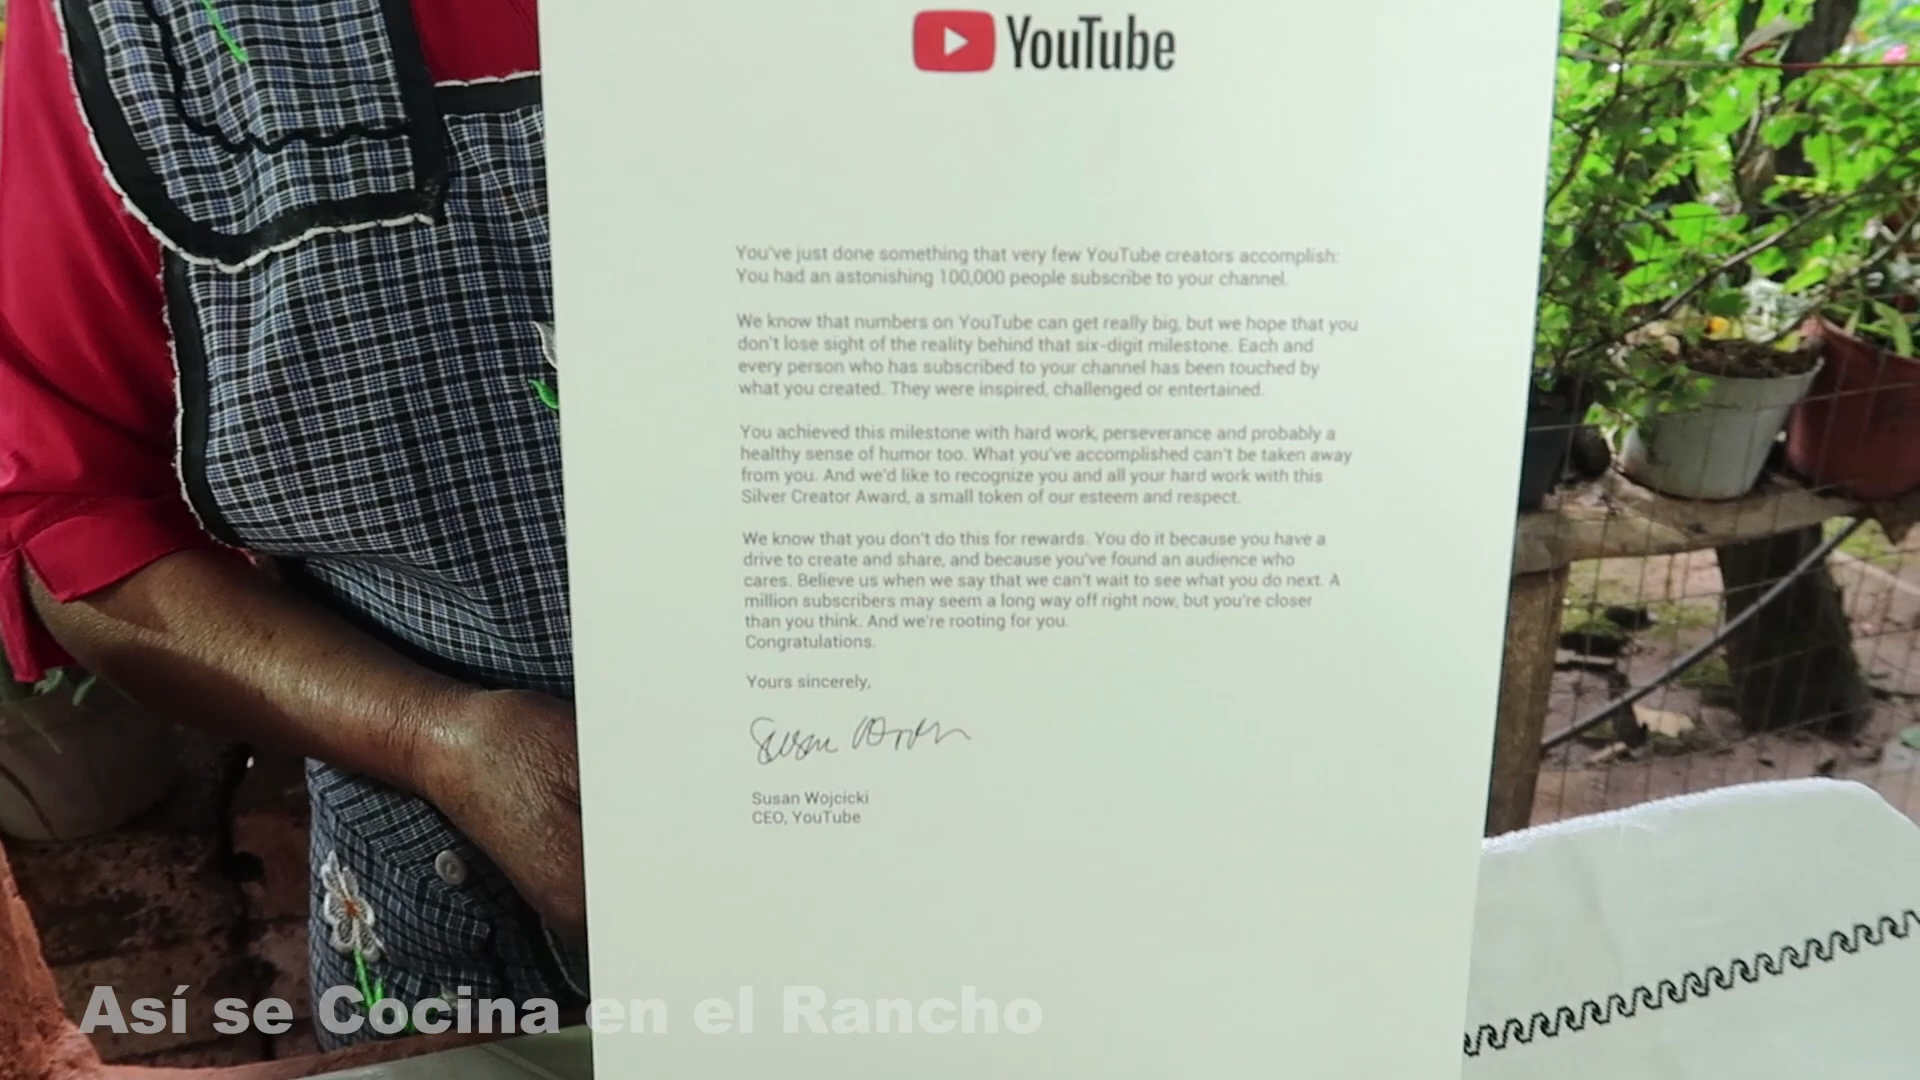 YouTube
You've just done something that very few YouTube creators accomplish:
You had an astonishing 100,000 people subscribe to your channel.
We know that numbers on YouTube can get really big, but we hope that you
don't lose sight of the reality behind that six-digit milestone. Each and
every person who has subscribed to your channel has been touched by
what you created. They were inspired, challenged or entertained.
You achieved this milestone with hard work, perseverance and probably a
healthy sense of humor too. What you've accomplished can't be taken away
from you. And we'd like to recognize you and all your hard work with this
Silver Creator Award, a small token of our esteem and respect.
We know that you don't do this for rewards. You do it because you have a
drive to create and share, and because you've found an audience who
cares. Believe us when we say that we can't wait to see what you do next. A
million subscribers may seem a long way off right now, but you're closer
than you think. And we're rooting for you.
Congratulations.
Yours sincerely,
Susan Wojcicki
CEO, YouTube
Así se Cocina en el Rancho